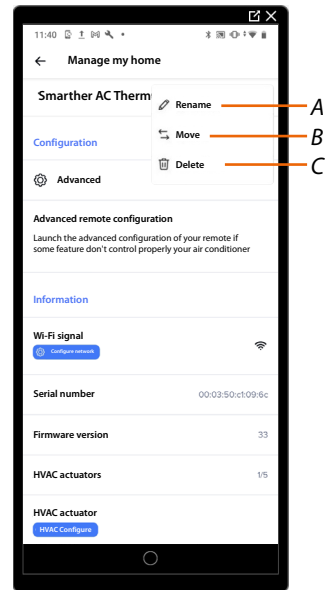 11:40
Manage my home
Smarther AC Therm
Rename
A
Move
B
Delete
C
Configuration
Advanced
Advanced remote configuration
Launch the advanced configuration of your remote if
some feature don't control properly your air conditioner
Information
Wi-Fi signal
Configure network
Serial number 00:03:50:c1:09:6c
Firmware version 33
HVAC actuators 1/5
HVAC actuator
HVAC Configure